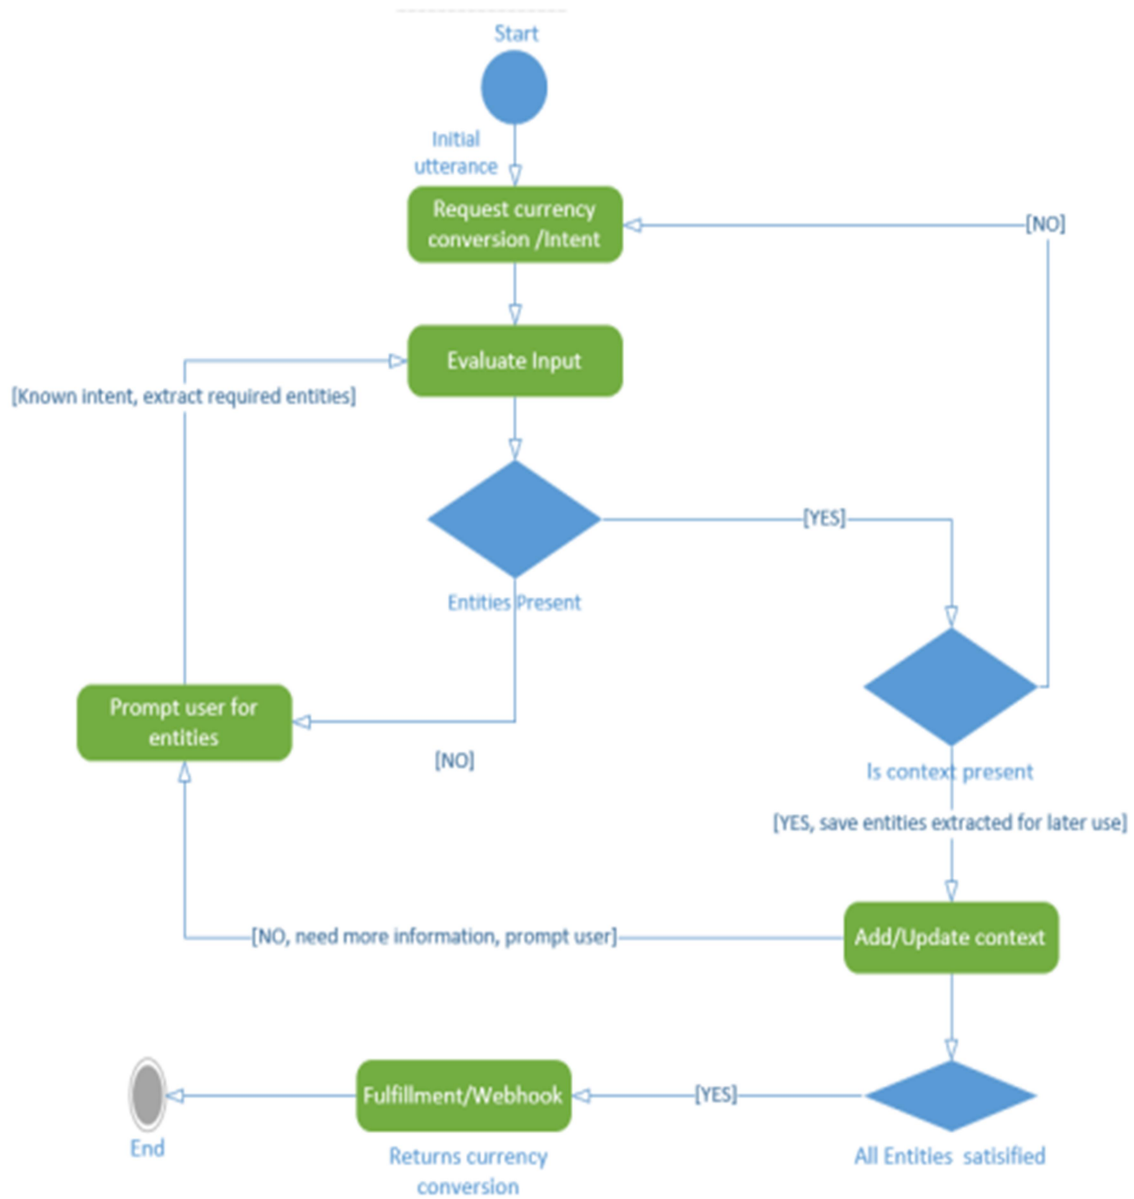 Start
Initial
utterance
Request currency
conversion /Intent
[NO]
Evaluate Input
[Known intent, extract required entities]
[YES]
Entities Present
Prompt user for
entities
[NO]
Is context present
[YES, save entities extracted for later use]
[NO, need more information, prompt user]
Add/Update context
Fulfillment/Webhook
[YES]
End
Returns currency
conversion
All Entities satisified